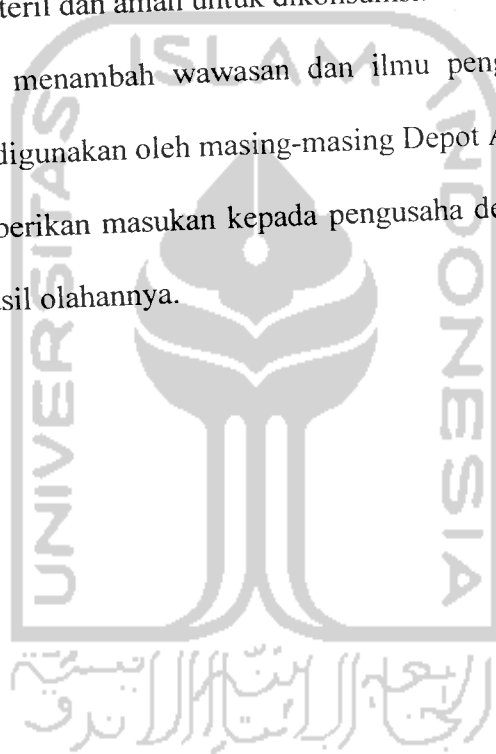 teril dan aman untuk dikonsumsi.
menambah wawasan dan ilmu peng
digunakan oleh masing-masing Depot A
berikan masukan kepada pengusaha de
sil olahannya.
UNIVERSITAS
ISLAM
INDONESIA